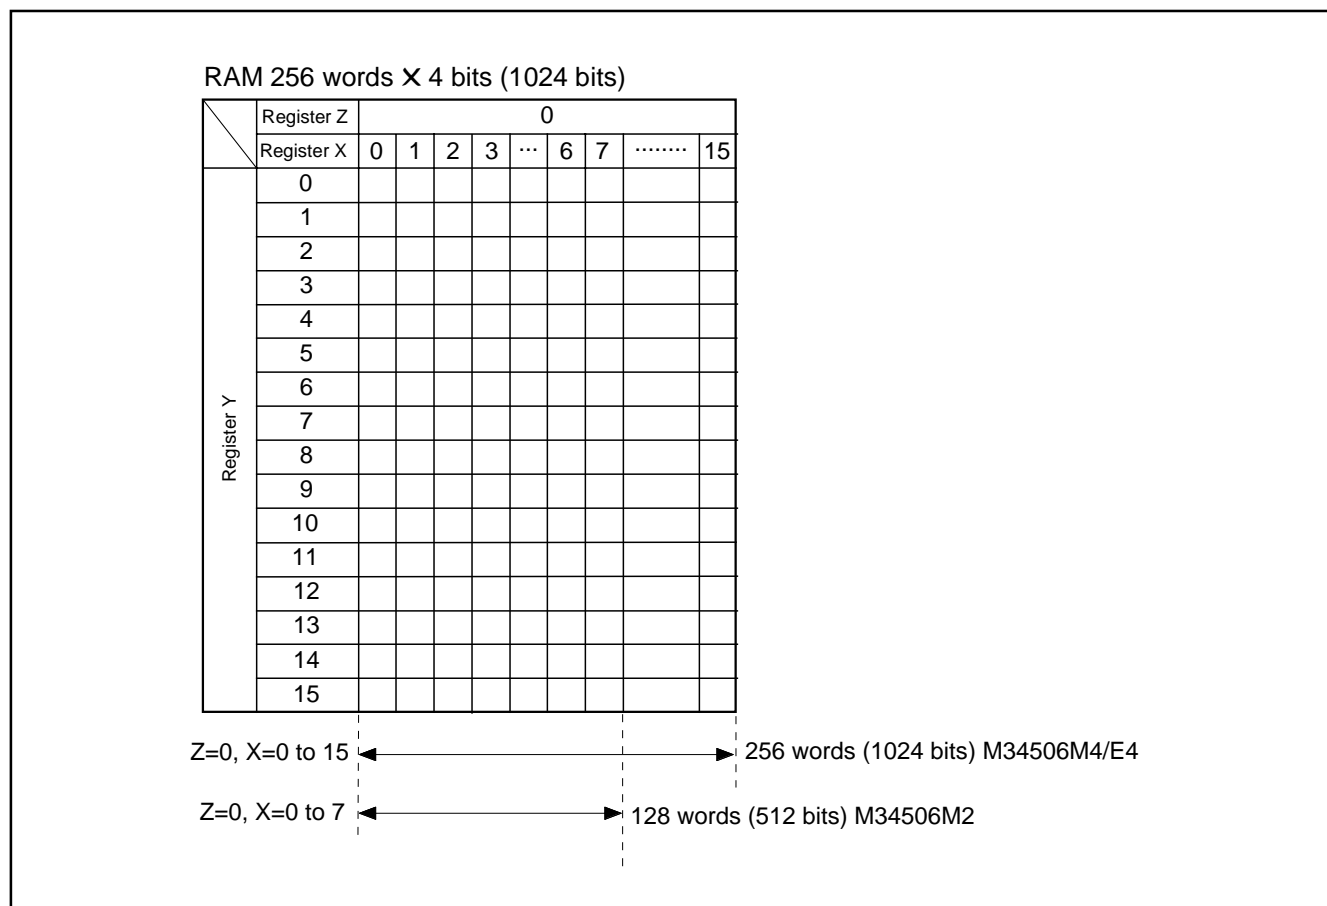 RAM 256 words X 4 bits (1024 bits)
Register Z 0
Register X 0 1 2 3 ... 6 7 ........ 15
Register Y
0
1
2
3
4
5
6
7
8
9
10
11
12
13
14
15
Z=0, X=0 to 15 256 words (1024 bits) M34506M4/E4
Z=0, X=0 to 7 128 words (512 bits) M34506M2